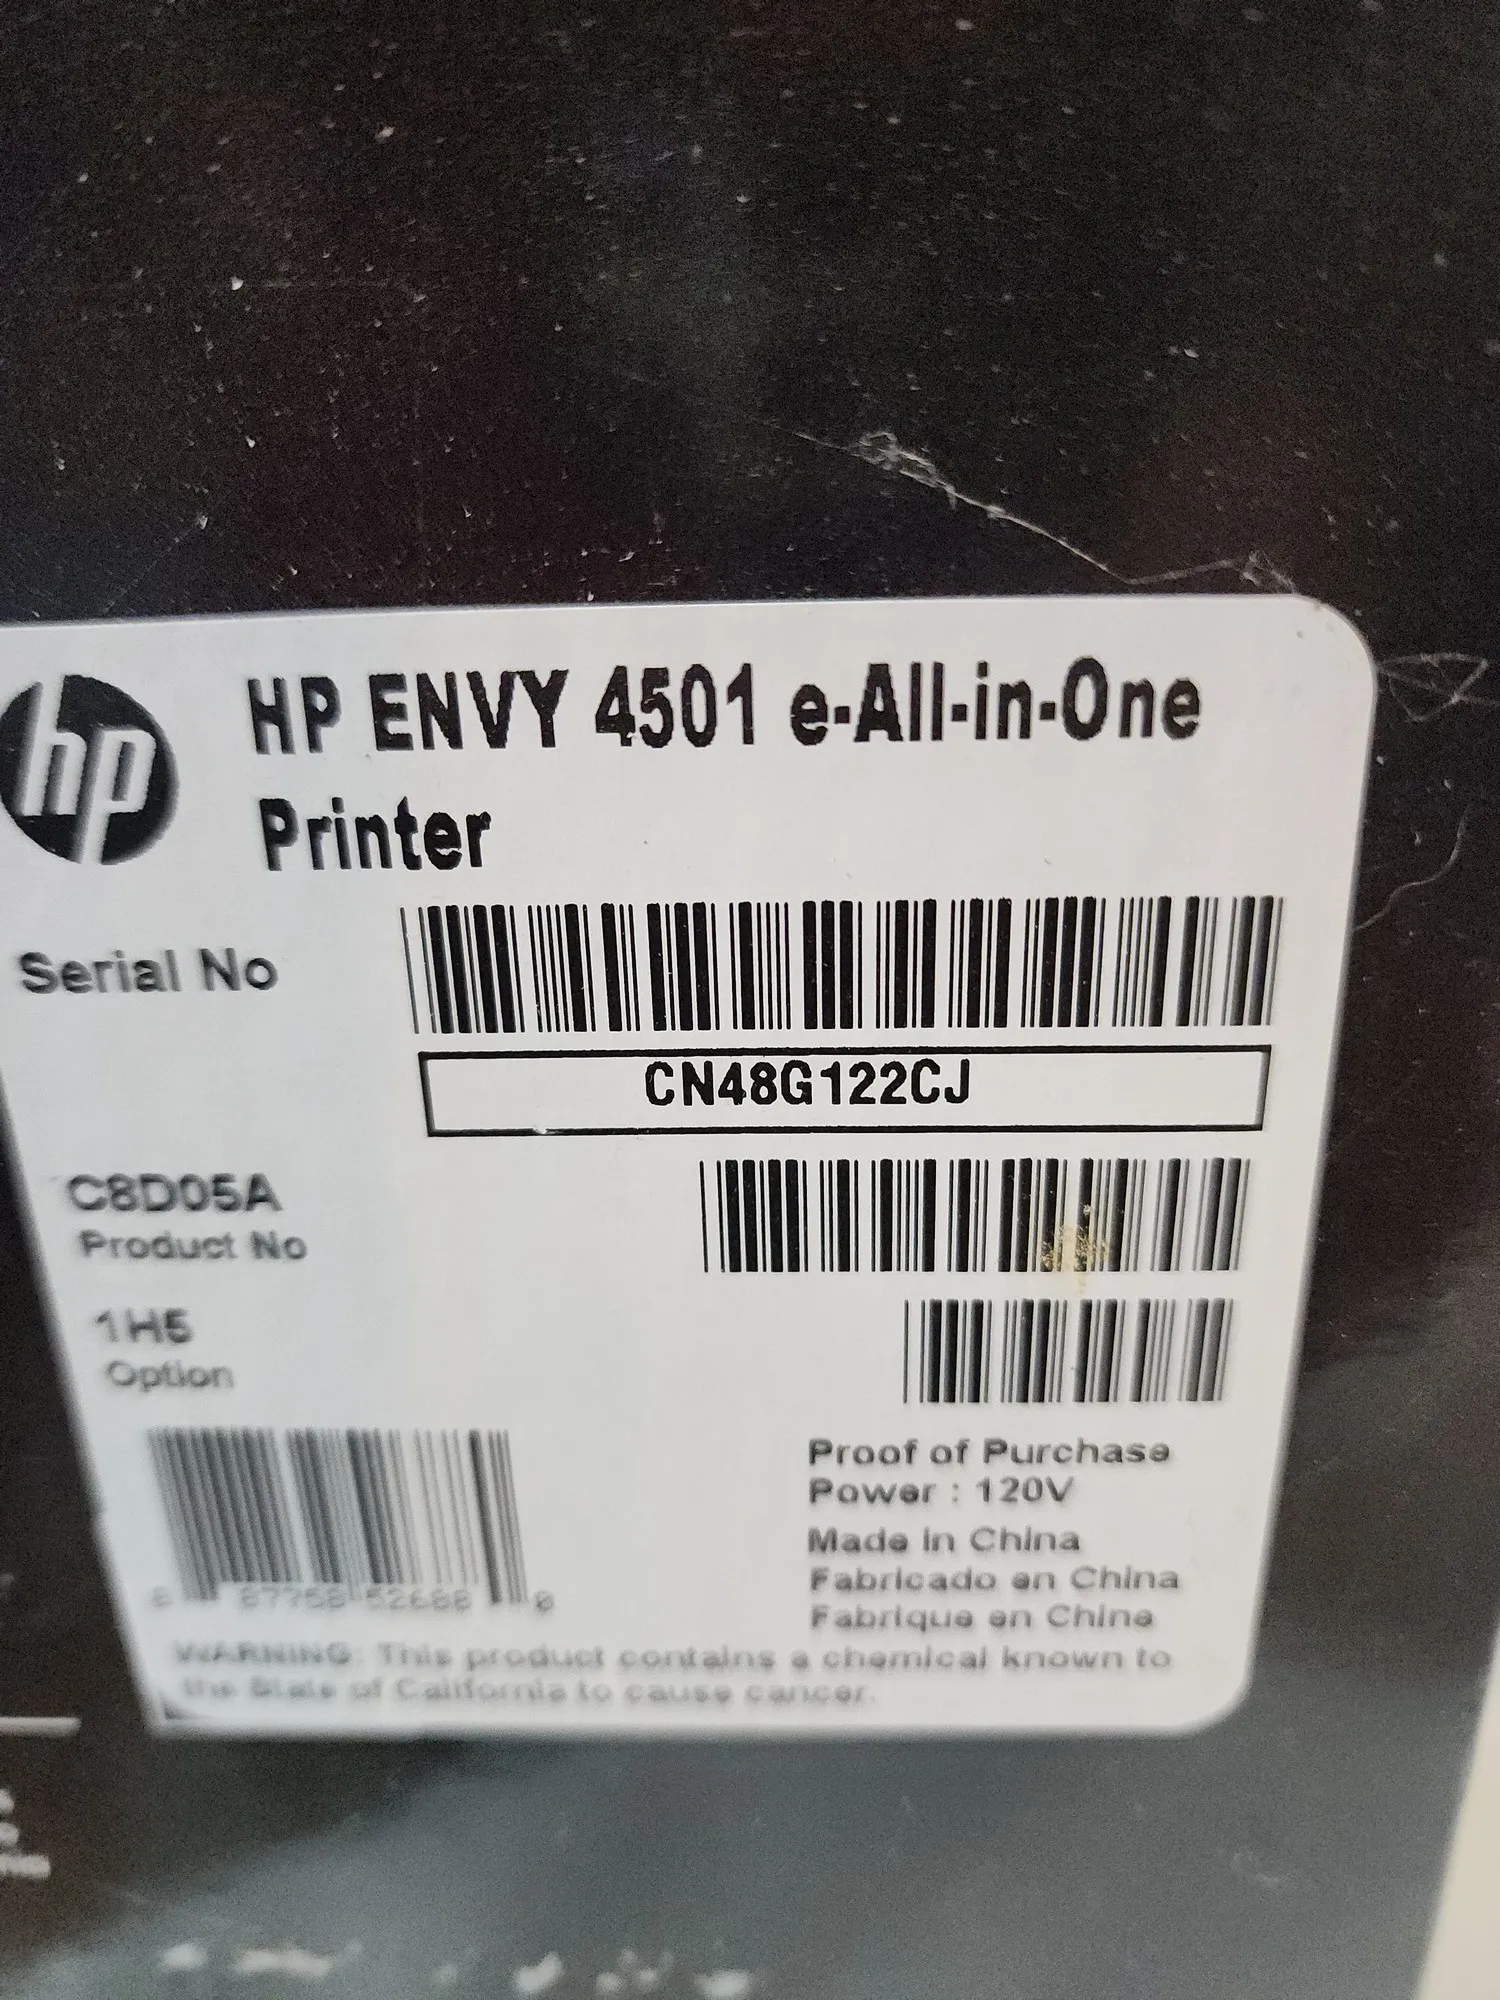 hp
HP ENVY 4501 e-All-in-One
Printer
Serial No
CN48G122CJ
C8D05A
Product No
1H5
Option
Proof of Purchase
Power : 120V
Made in China
Fabricado en China
Fabriqué en Chine
WARNING: This product contains a chemical known to
the State of California to cause cancer.